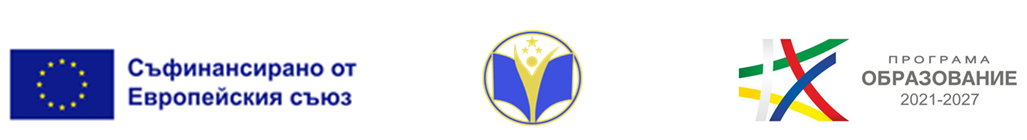 Съфинансирано от
Европейския съюз
ПРОГРАМА
ОБРАЗОВАНИЕ
2021-2027